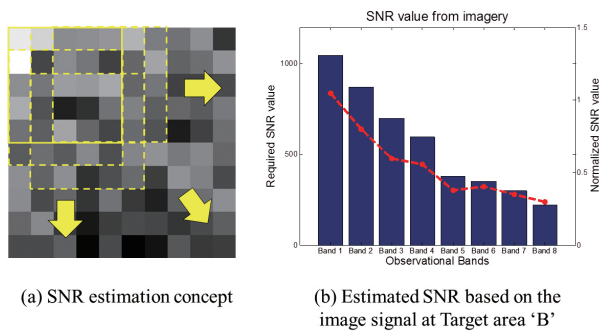 SNR value from imagery
1000
500
0
1.5
1
0.5
0
Required SNR value
Normalized SNR value
Band 1 Band 2 Band 3 Band 4 Band 5 Band 6 Band 7 Band 8
Observational Bands
(a) SNR estimation concept
(b) Estimated SNR based on the
image signal at Target area ‘B’